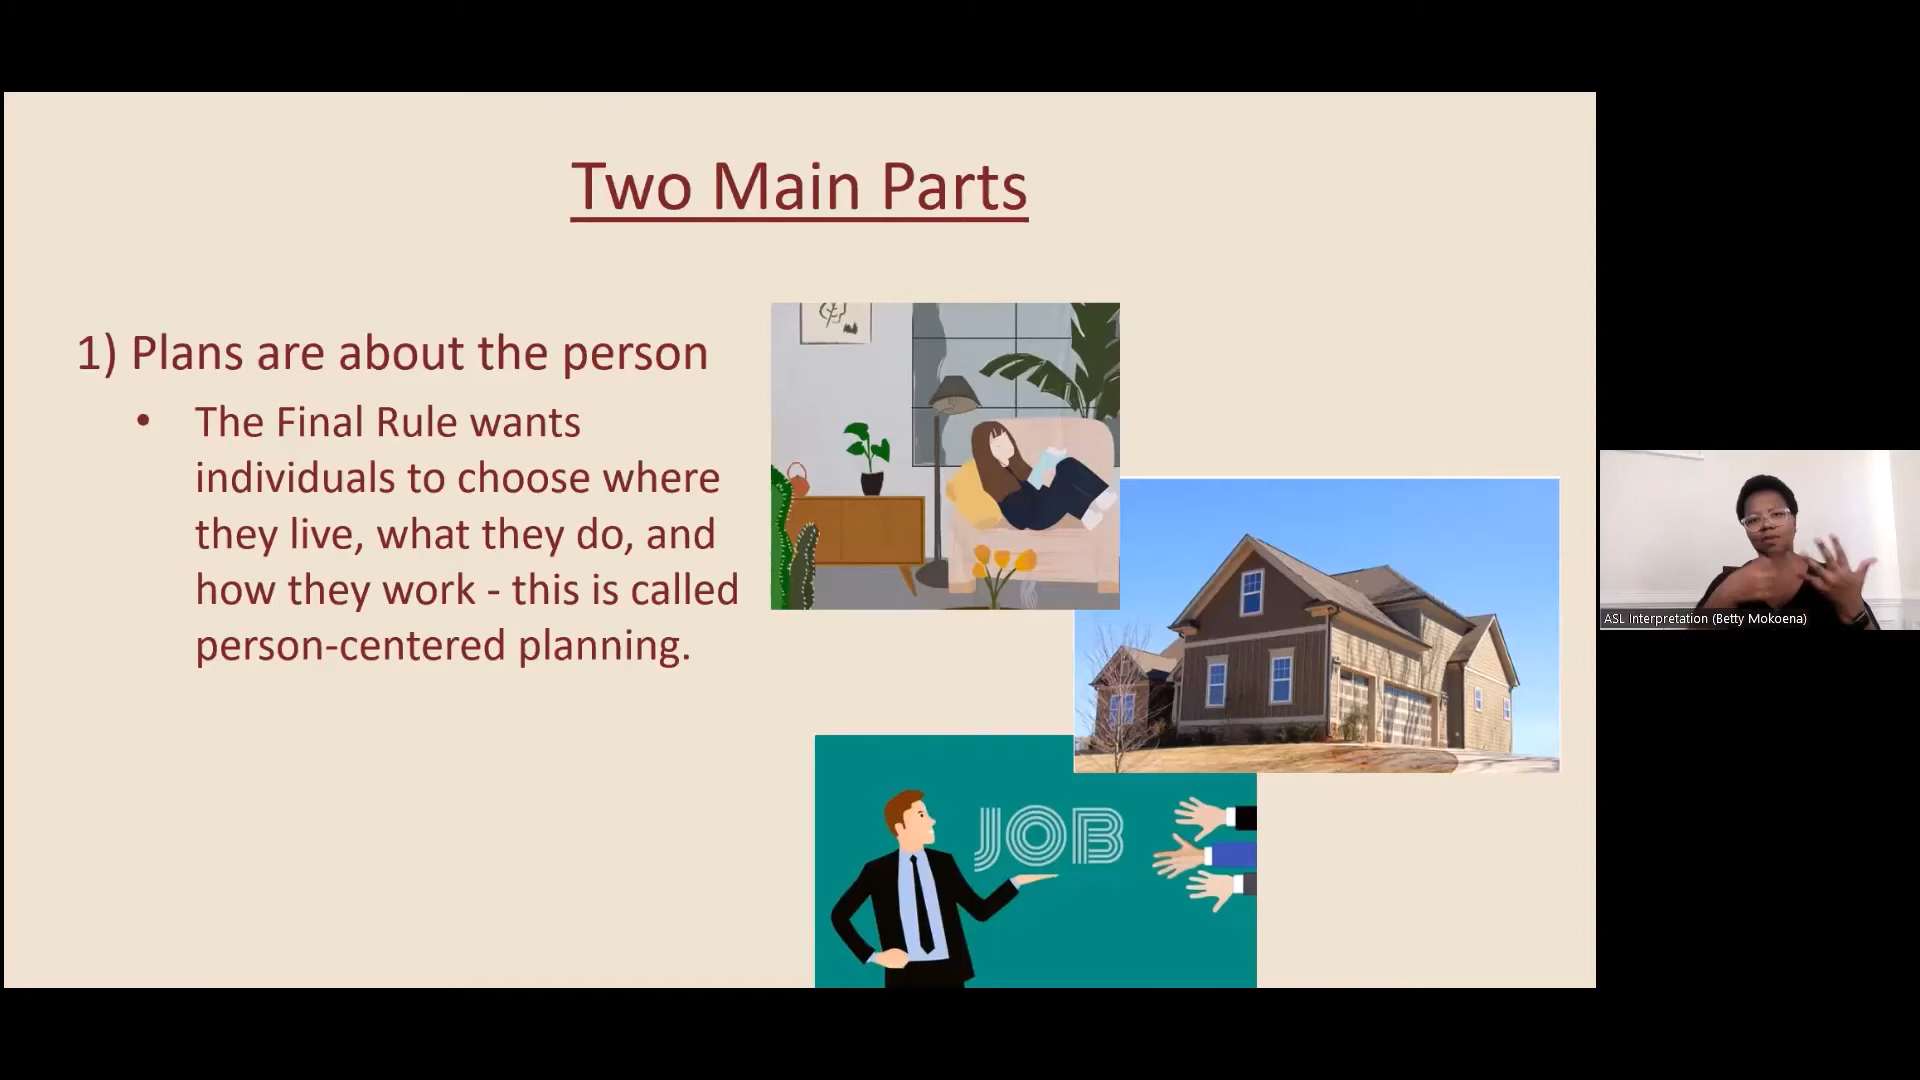 Two Main Parts
1) Plans are about the person
• The Final Rule wants
individuals to choose where
they live, what they do, and
how they work - this is called
person-centered planning.
JOB
ASL Interpretation (Betty Mokoena)